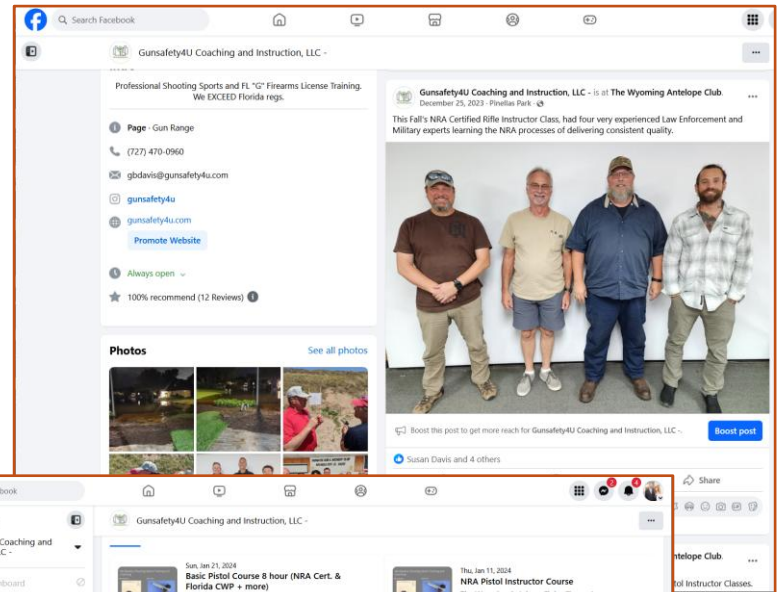 Search Facebook
Gunsafety4U Coaching and Instruction, LLC -
Professional Shooting Sports and FL "G" Firearms License Training.
We EXCEED Florida regs.
Page · Gun Range
(727) 470-0960
gbdavis@gunsafety4u.com
gunsafety4u
gunsafety4u.com
Promote Website
Always open
100% recommend (12 Reviews)
Photos
See all photos
Gunsafety4U Coaching and Instruction, LLC - is at The Wyoming Antelope Club.
December 25, 2023 · Pinellas Park ·
This Fall's NRA Certified Rifle Instructor Class, had four very experienced Law Enforcement and
Military experts learning the NRA processes of delivering consistent quality.
Boost this post to get more reach for Gunsafety4U Coaching and Instruction, LLC -.
Boost post
Susan Davis and 4 others
Share
ntelope Club.
tol Instructor Classes.
ebook
2
4
Coaching and
C -
Gunsafety4U Coaching and Instruction, LLC -
Sun, Jan 21, 2024
Basic Pistol Course 8 hour (NRA Cert. &
Florida CWP + more)
Thu, Jan 11, 2024
NRA Pistol Instructor Course